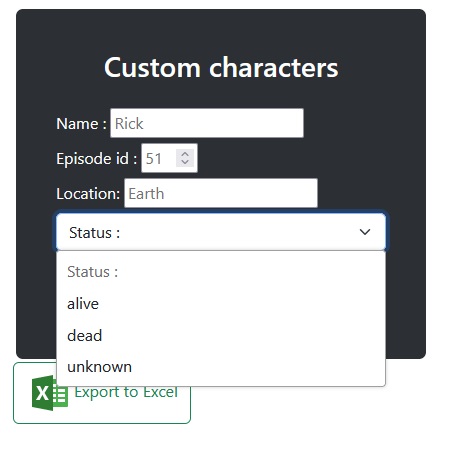 Custom characters
Name : Rick
Episode id : 51
Location: Earth
Status :
Status :
alive
dead
unknown
Export to Excel